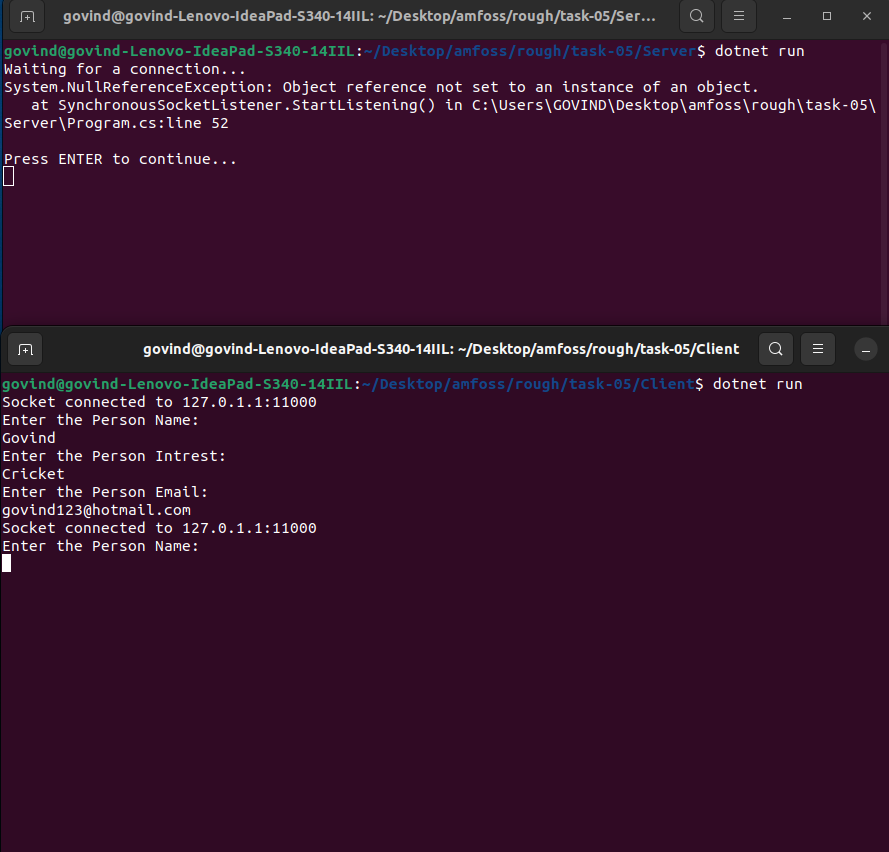 govind@govind-Lenovo-IdeaPad-S340-14IIL: ~/Desktop/amfoss/rough/task-05/Ser...
govind@govind-Lenovo-IdeaPad-S340-14IIL:~/Desktop/amfoss/rough/task-05/Server$ dotnet run
Waiting for a connection...
System.NullReferenceException: Object reference not set to an instance of an object.
   at SynchronousSocketListener.StartListening() in C:\Users\GOVIND\Desktop\amfoss\rough\task-05\
Server\Program.cs:line 52
Press ENTER to continue...
govind@govind-Lenovo-IdeaPad-S340-14IIL: ~/Desktop/amfoss/rough/task-05/Client
govind@govind-Lenovo-IdeaPad-S340-14IIL:~/Desktop/amfoss/rough/task-05/Client$ dotnet run
Socket connected to 127.0.1.1:11000
Enter the Person Name:
Govind
Enter the Person Intrest:
Cricket
Enter the Person Email:
govind123@hotmail.com
Socket connected to 127.0.1.1:11000
Enter the Person Name: